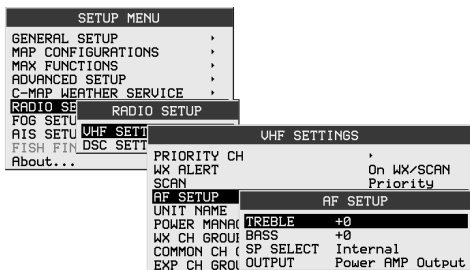 SETUP MENU
GENERAL SETUP
MAP CONFIGURATIONS
MAX FUNCTIONS
ADVANCED SETUP
C-MAP WEATHER SERVICE
RADIO SE
FOG SETU
AIS SETU
FISH FIN
About...
RADIO SETUP
VHF SETT
DSC SETT
VHF SETTINGS
PRIORITY CH
WX ALERT On WX/SCAN
SCAN Priority
AF SETUP
UNIT NAME
POWER MANAG
WX CH GROU
COMMON CH
EXP CH GROU
AF SETUP
TREBLE +0
BASS +0
SP SELECT Internal
OUTPUT Power AMP Output